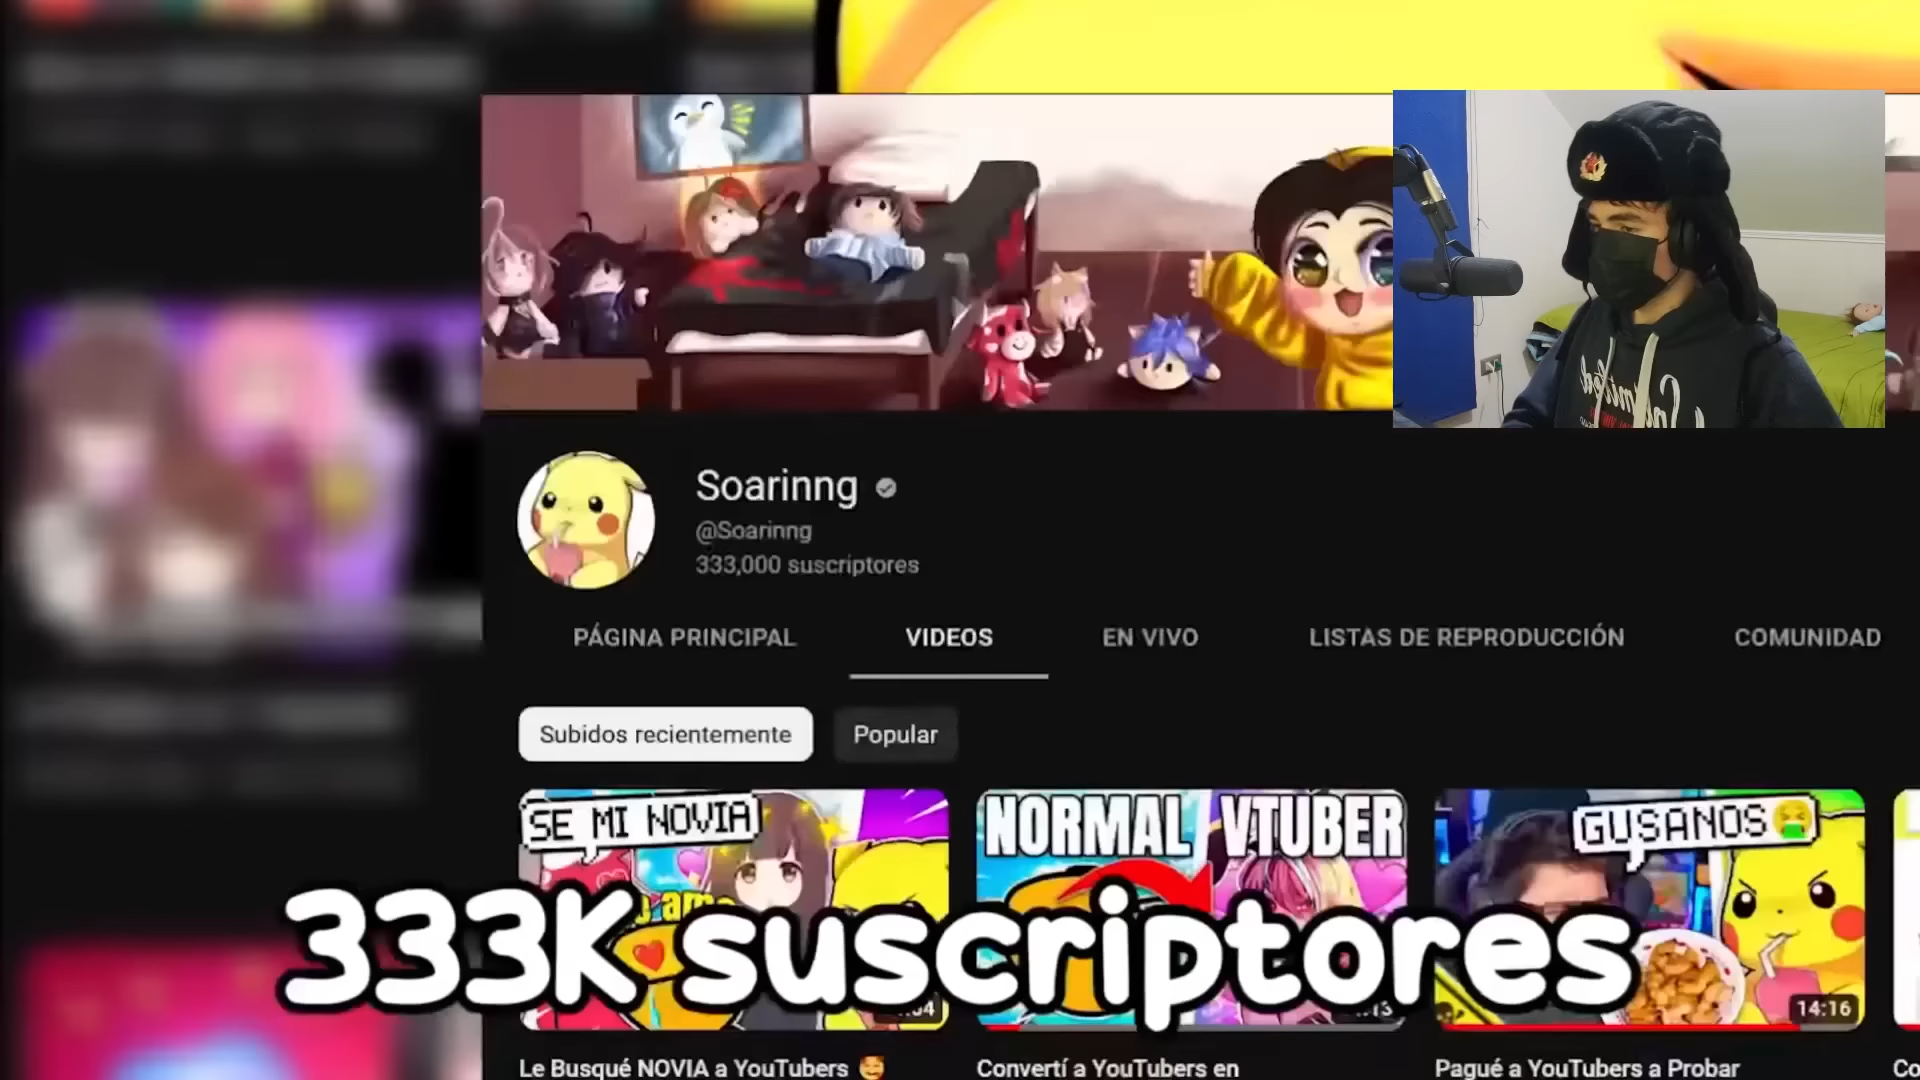 Soarinng
@Soarinng
333,000 suscriptores
PÁGINA PRINCIPAL
VIDEOS
EN VIVO
LISTAS DE REPRODUCCIÓN
COMUNIDAD
Subidos recientemente
Popular
SE MI NOVIA
NORMAL VTUBER
GUSANOS
333K suscriptores
14:16
Le Busqué NOVIA a YouTubers
Convertí a YouTubers en
Pagué a YouTubers a Probar
Co